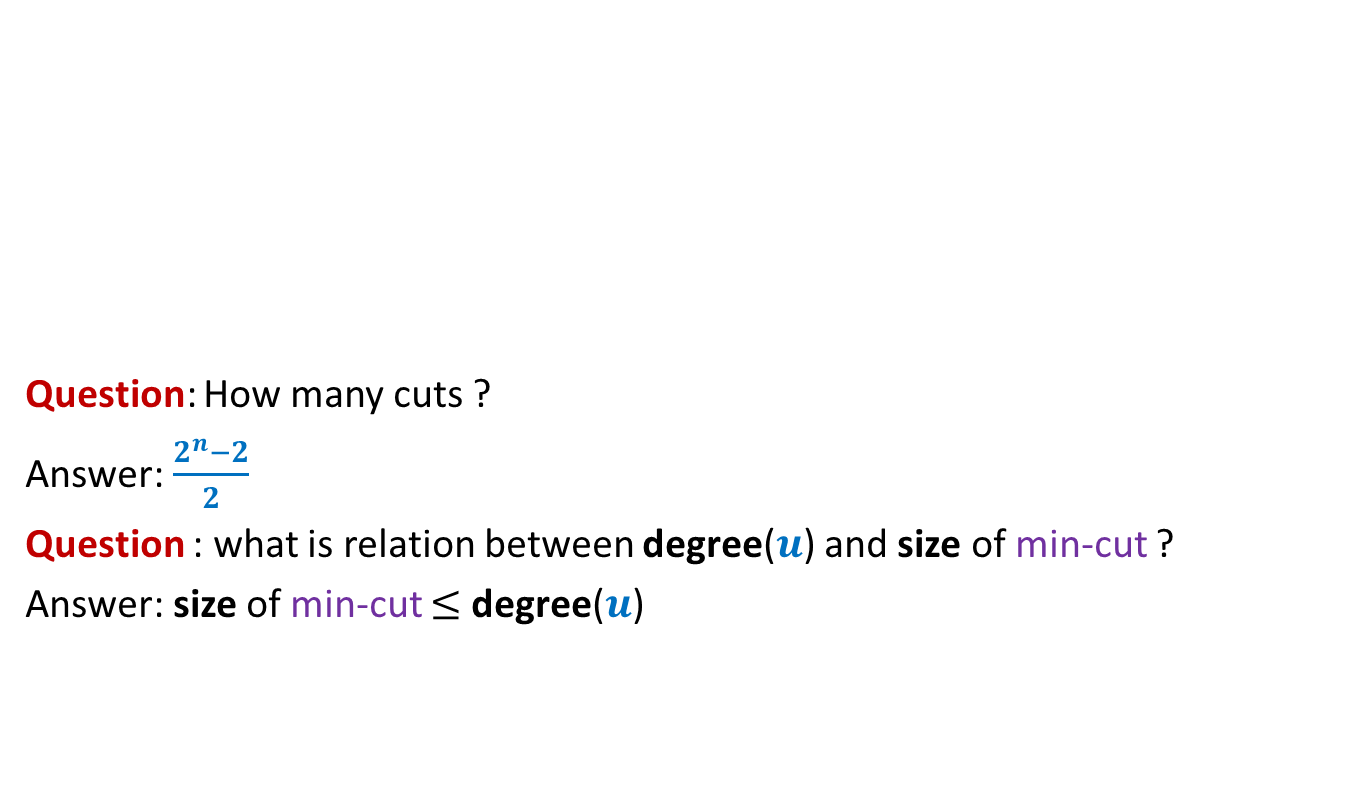 Question: How many cuts ?
Answer: $\frac{2^n-2}{2}$
Question : what is relation between degree(u) and size of min-cut ?
Answer: size of min-cut ≤ degree(u)